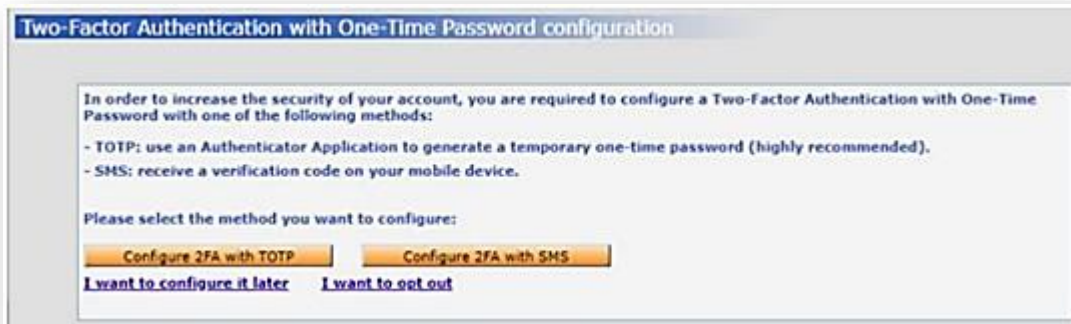 Two-Factor Authentication with One-Time Password configuration
In order to increase the security of your account, you are required to configure a Two-Factor Authentication with One-Time
Password with one of the following methods:
- TOTP: use an Authenticator Application to generate a temporary one-time password (highly recommended).
- SMS: receive a verification code on your mobile device.
Please select the method you want to configure:
Configure 2FA with TOTP Configure 2FA with SMS
I want to configure it later I want to opt out